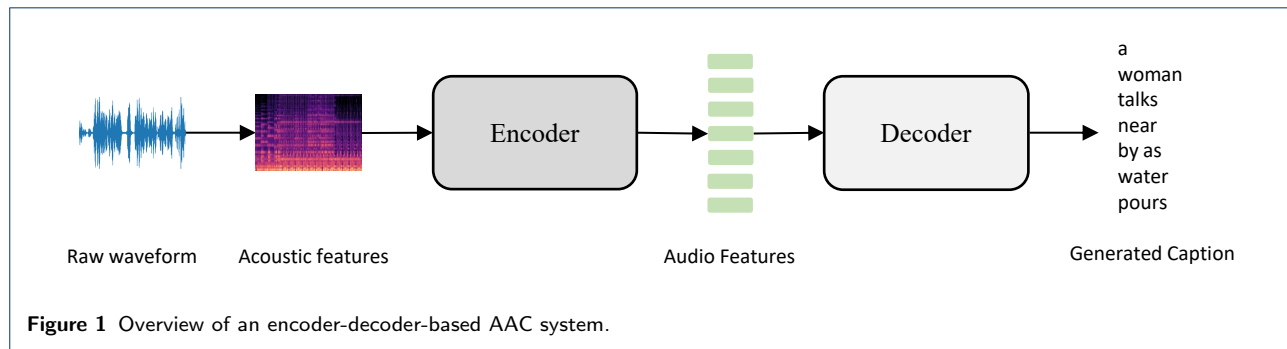 Encoder
Decoder
a
woman
talks
near
by as
water
pours
Raw waveform
Acoustic features
Audio Features
Generated Caption
Figure 1 Overview of an encoder-decoder-based AAC system.